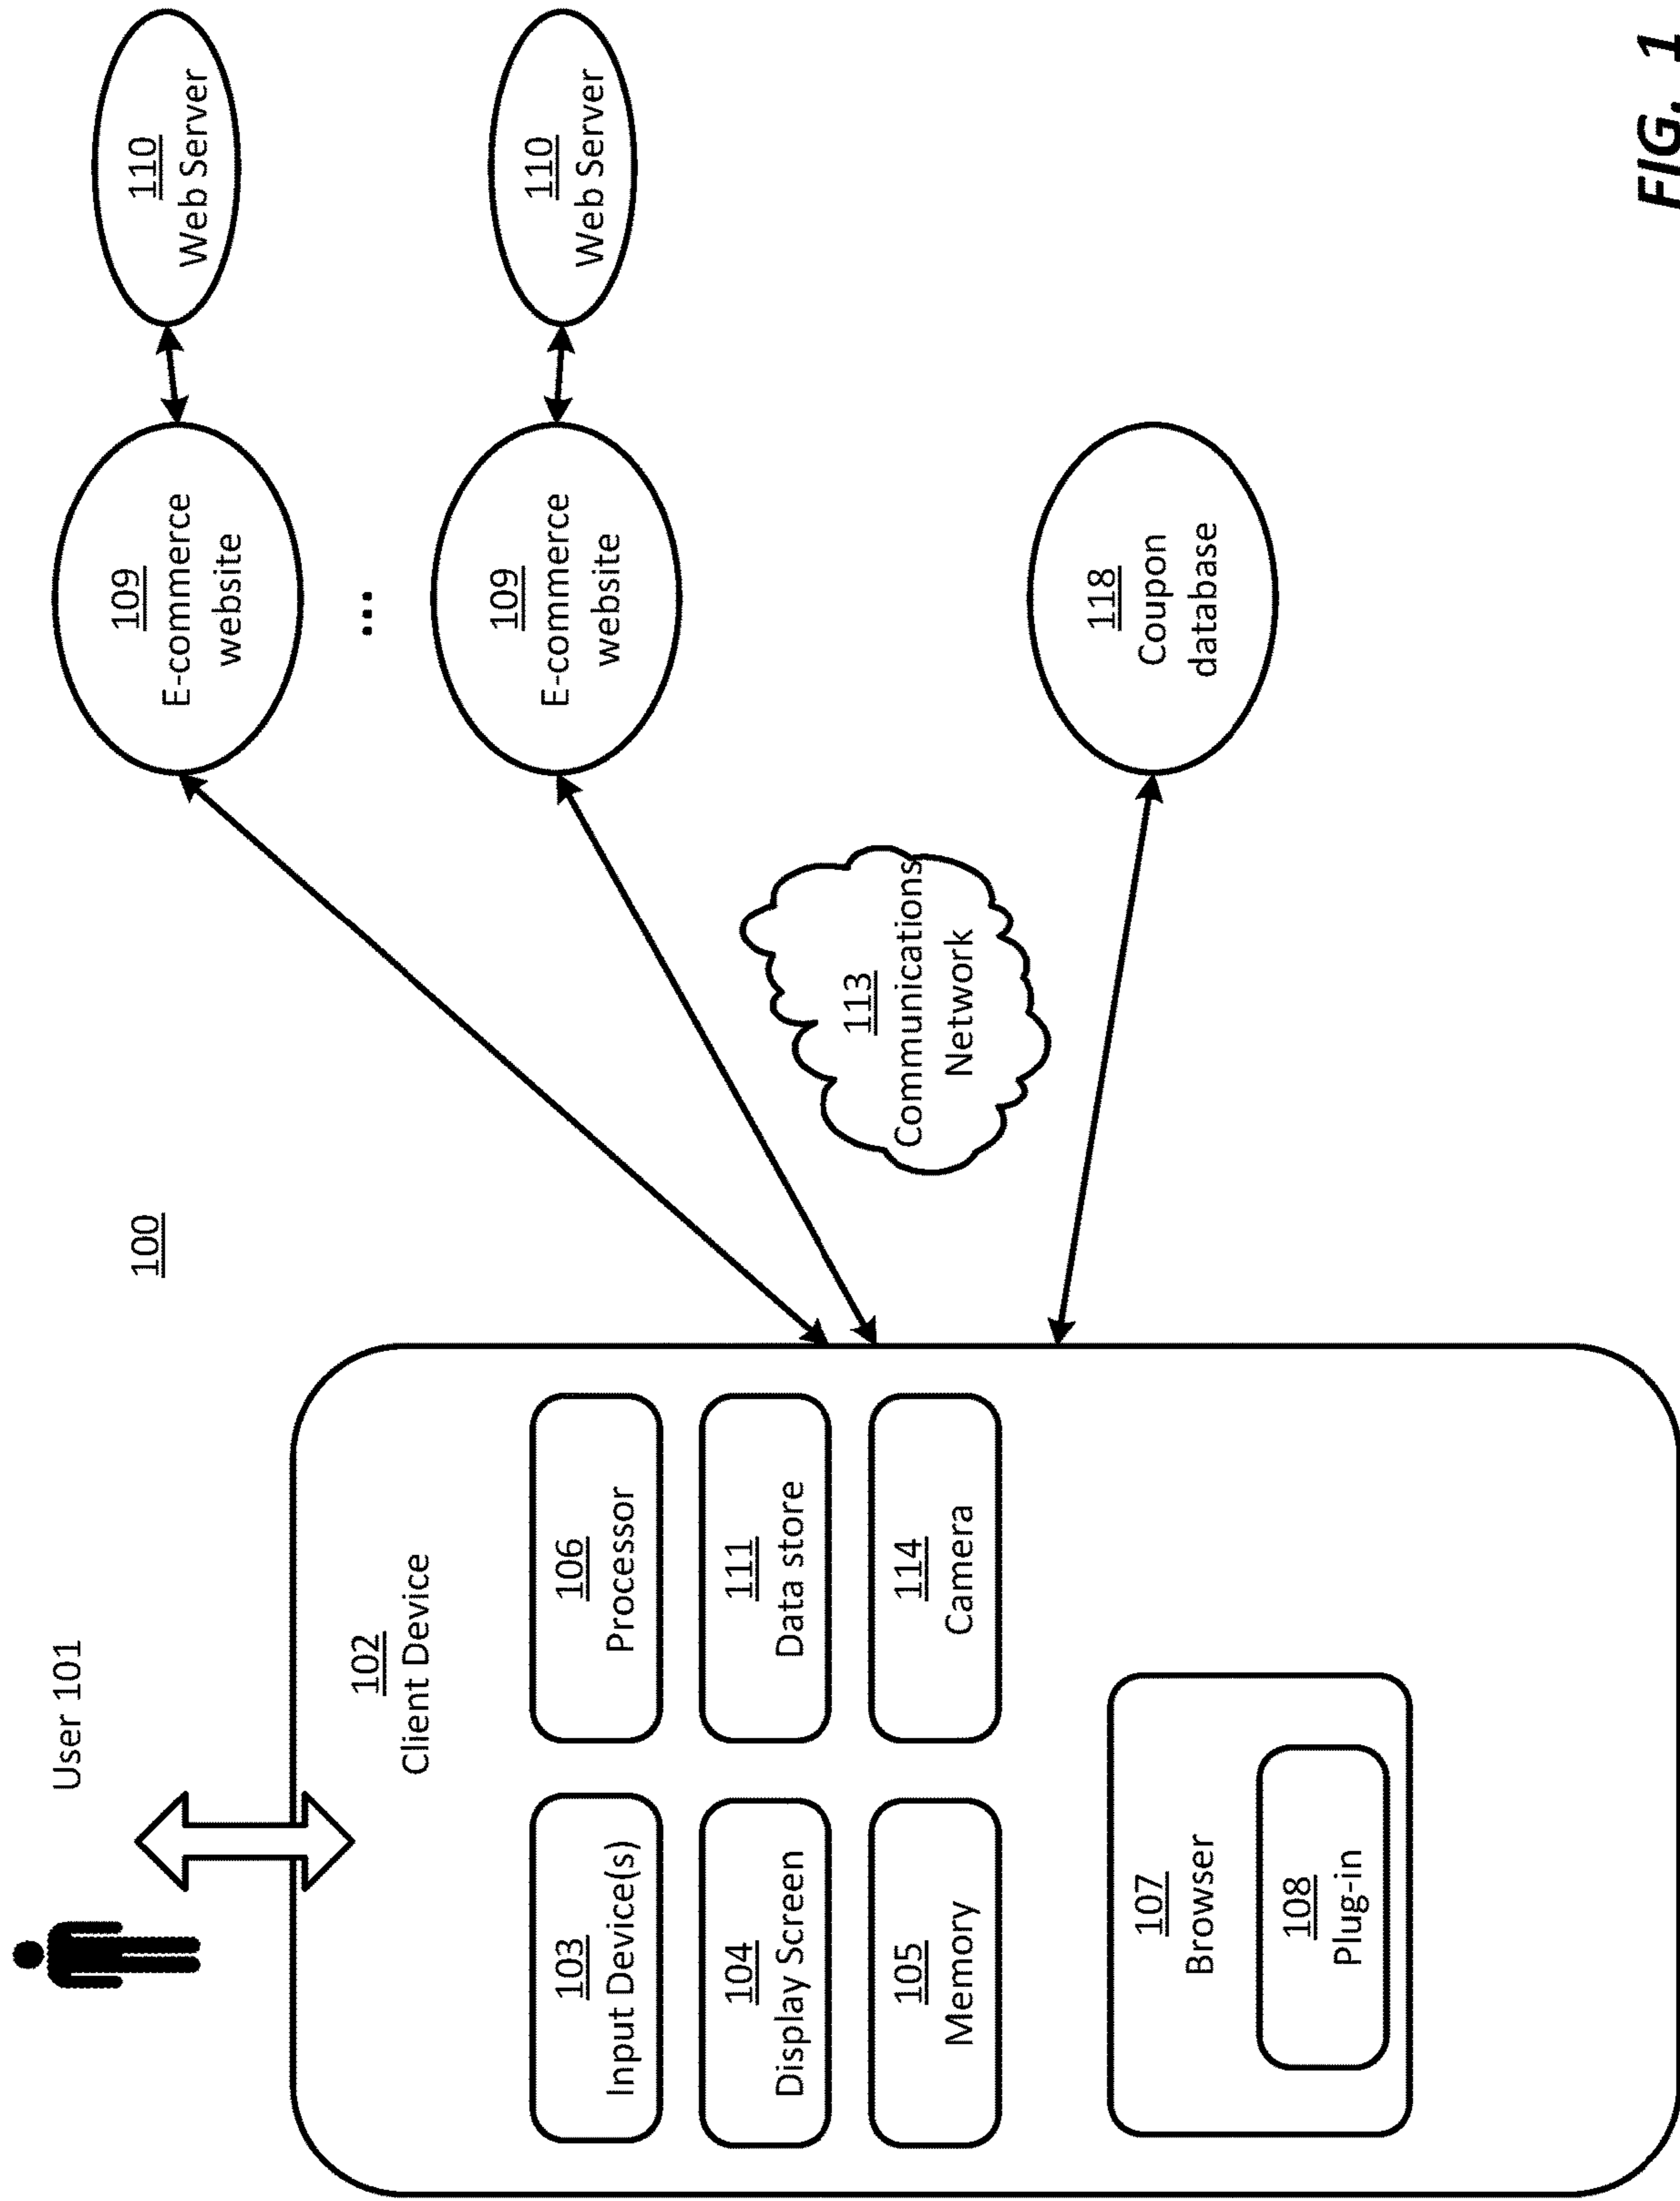 User 101
100
102
Client Device
103
Input Device(s)
106
Processor
104
Display Screen
111
Data store
105
Memory
114
Camera
107
Browser
108
Plug-in
113
Communications
Network
109
E-commerce
website
110
Web Server
...
109
E-commerce
website
110
Web Server
118
Coupon
database
FIG. 1